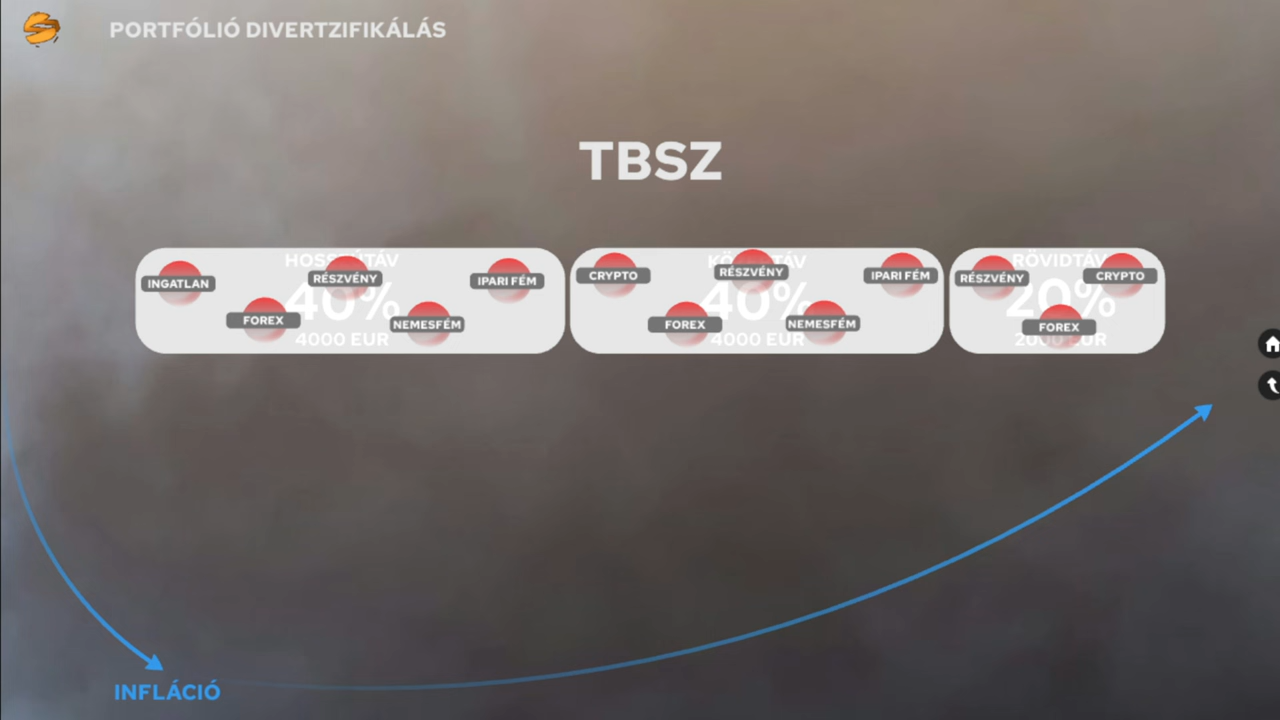 PORTFÓLIÓ DIVERTZIFIKÁLÁS
TBSZ
INGATLAN
RÉSZVÉNY
IPARI FÉM
FOREX
NEMESFÉM
40%
4000 EUR
CRYPTO
RÉSZVÉNY
IPARI FÉM
FOREX
NEMESFÉM
40%
4000 EUR
RÖVIDTÁV
RÉSZVÉNY
CRYPTO
20%
FOREX
INFLÁCIÓ